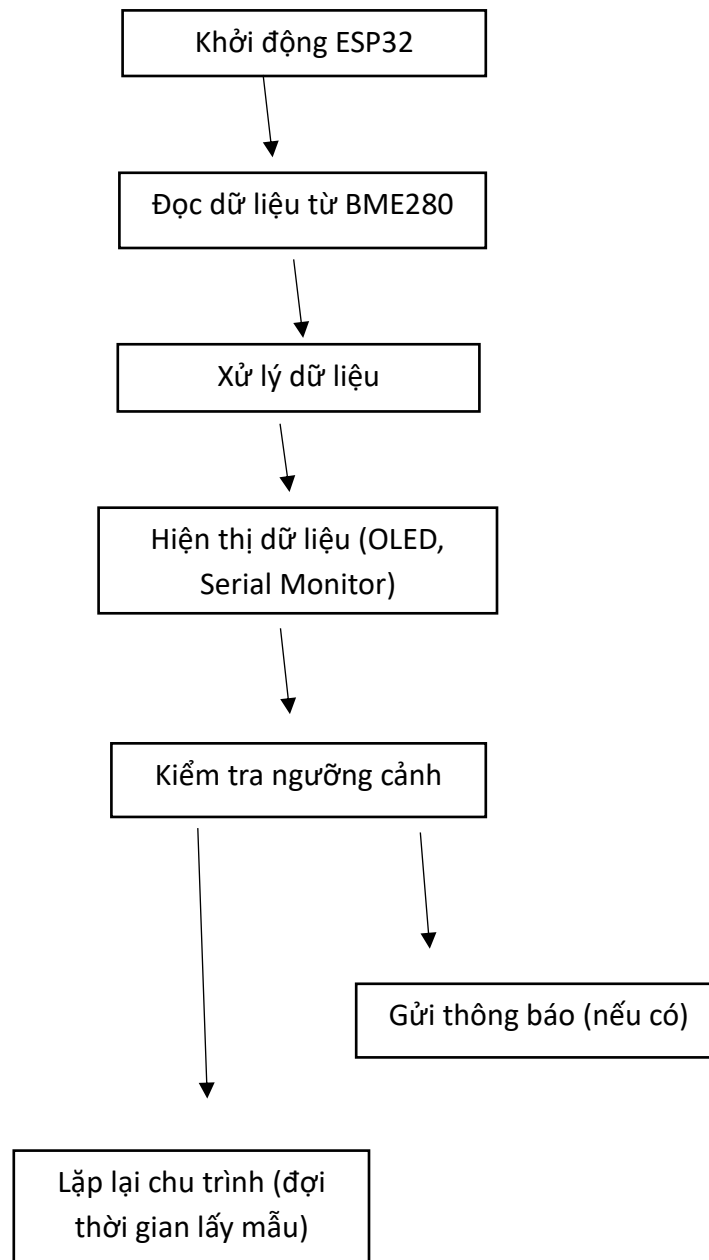 Khởi động ESP32
Đọc dữ liệu từ BME280
Xử lý dữ liệu
Hiện thị dữ liệu (OLED,
Serial Monitor)
Kiểm tra ngưỡng cảnh
Gửi thông báo (nếu có)
Lặp lại chu trình (đợi
thời gian lấy mẫu)